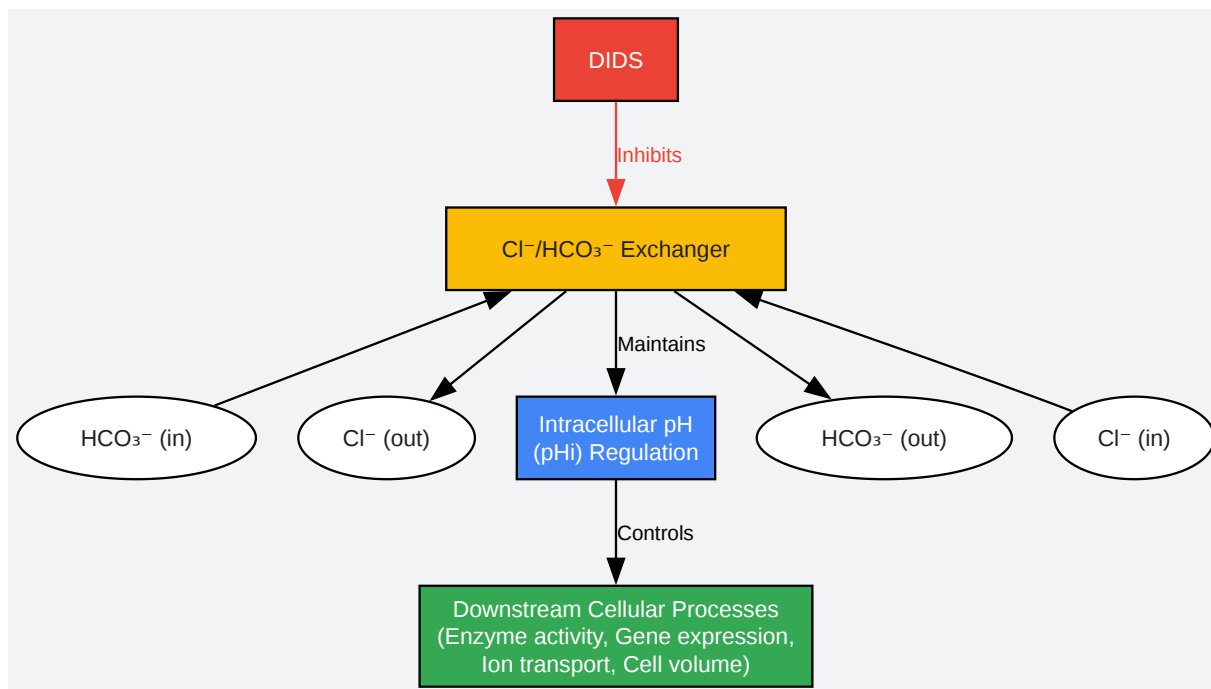 DIDS
Inhibits
Cl⁻/HCO₃⁻ Exchanger
Maintains
HCO₃⁻ (in)
Cl⁻ (out)
Intracellular pH
(pHi) Regulation
HCO₃⁻ (out)
Cl⁻ (in)
Controls
Downstream Cellular Processes
(Enzyme activity, Gene expression,
Ion transport, Cell volume)